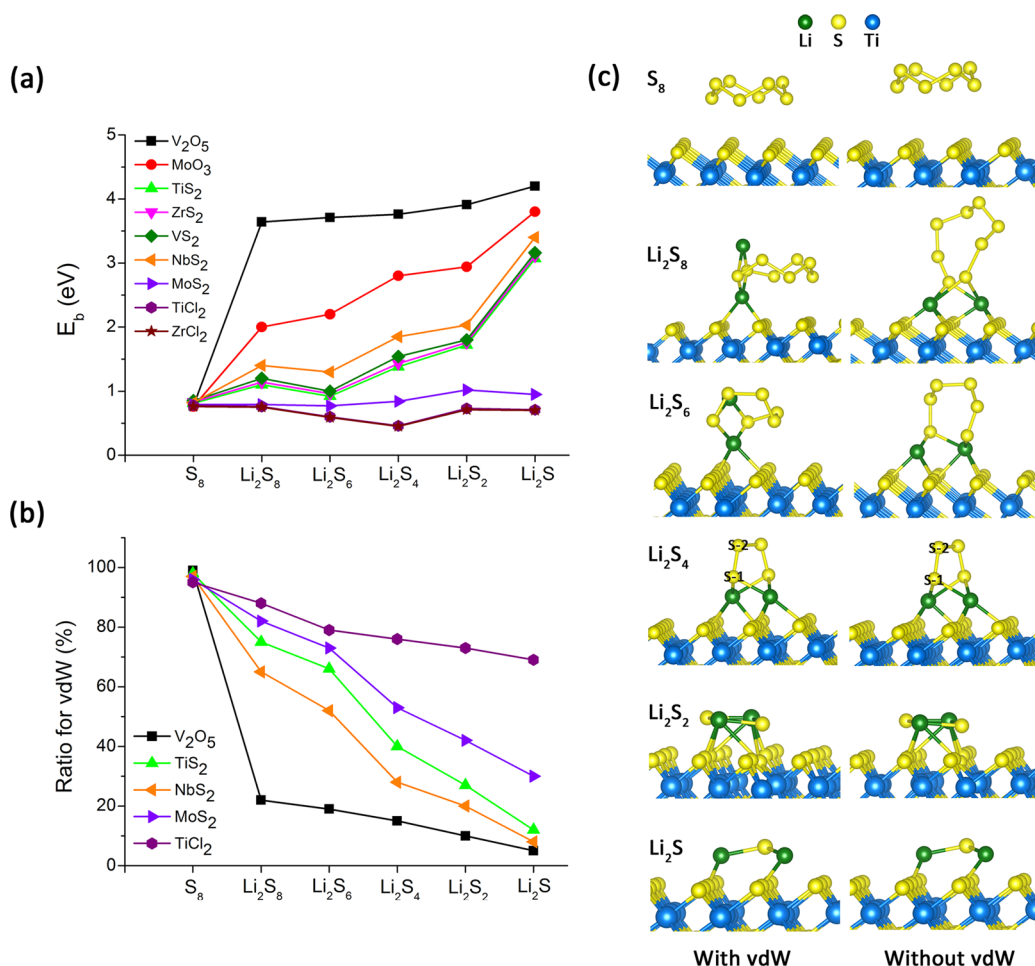 (a)
E_b (eV)
5
4
3
2
1
0
V₂O₅
MoO₃
TiS₂
ZrS₂
VS₂
NbS₂
MoS₂
TiCl₂
ZrCl₂
S₈ Li₂S₈ Li₂S₆ Li₂S₄ Li₂S₂ Li₂S
(b)
Ratio for vdW (%)
100
80
60
40
20
0
V₂O₅
TiS₂
NbS₂
MoS₂
TiCl₂
S₈ Li₂S₈ Li₂S₆ Li₂S₄ Li₂S₂ Li₂S
(c)
Li S Ti
S₈
Li₂S₈
Li₂S₆
Li₂S₄
S-2 S-2
S-1 S-1
Li₂S₂
Li₂S
With vdW Without vdW